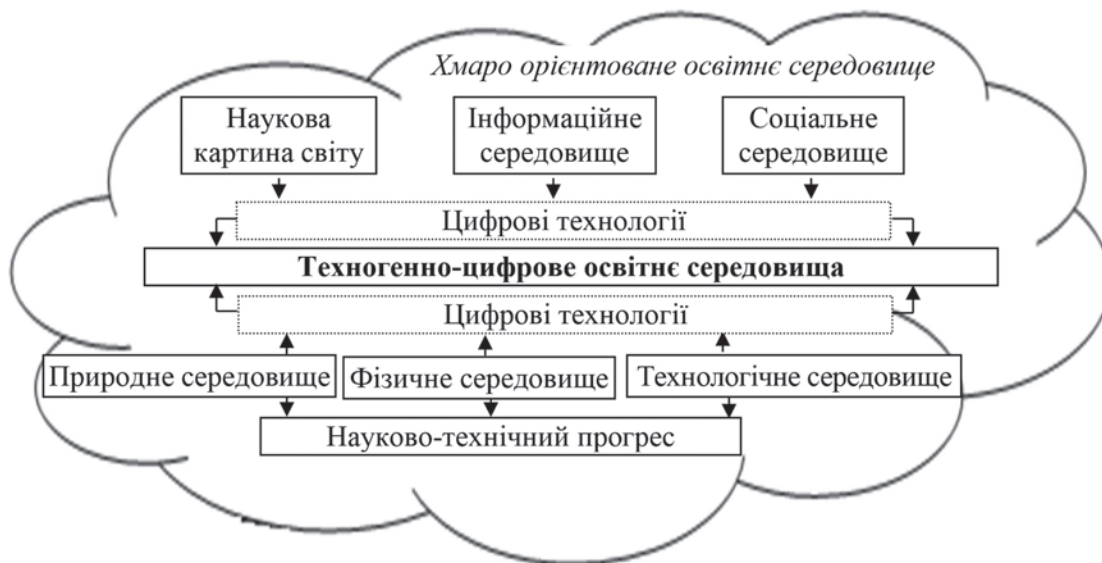 Хмаро орієнтоване освітнє середовище
Наукова
картина світу
Інформаційне
середовище
Соціальне
середовище
Цифрові технології
Техногенно-цифрове освітнє середовища
Цифрові технології
Природне середовище
Фізичне середовище
Технологічне середовище
Науково-технічний прогрес